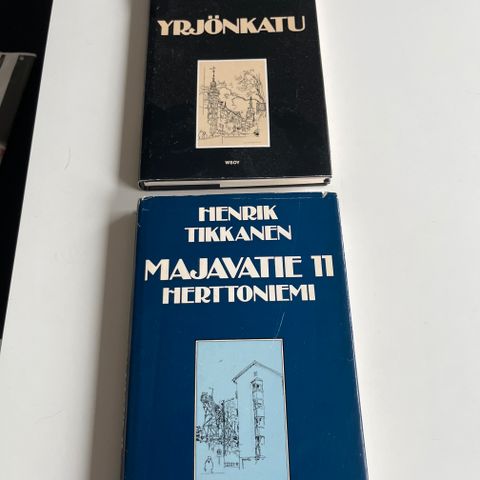 YRJÖNKATU
WSOY
HENRIK
TIKKANEN
MAJAVATIE 11
HERTTONIEMI